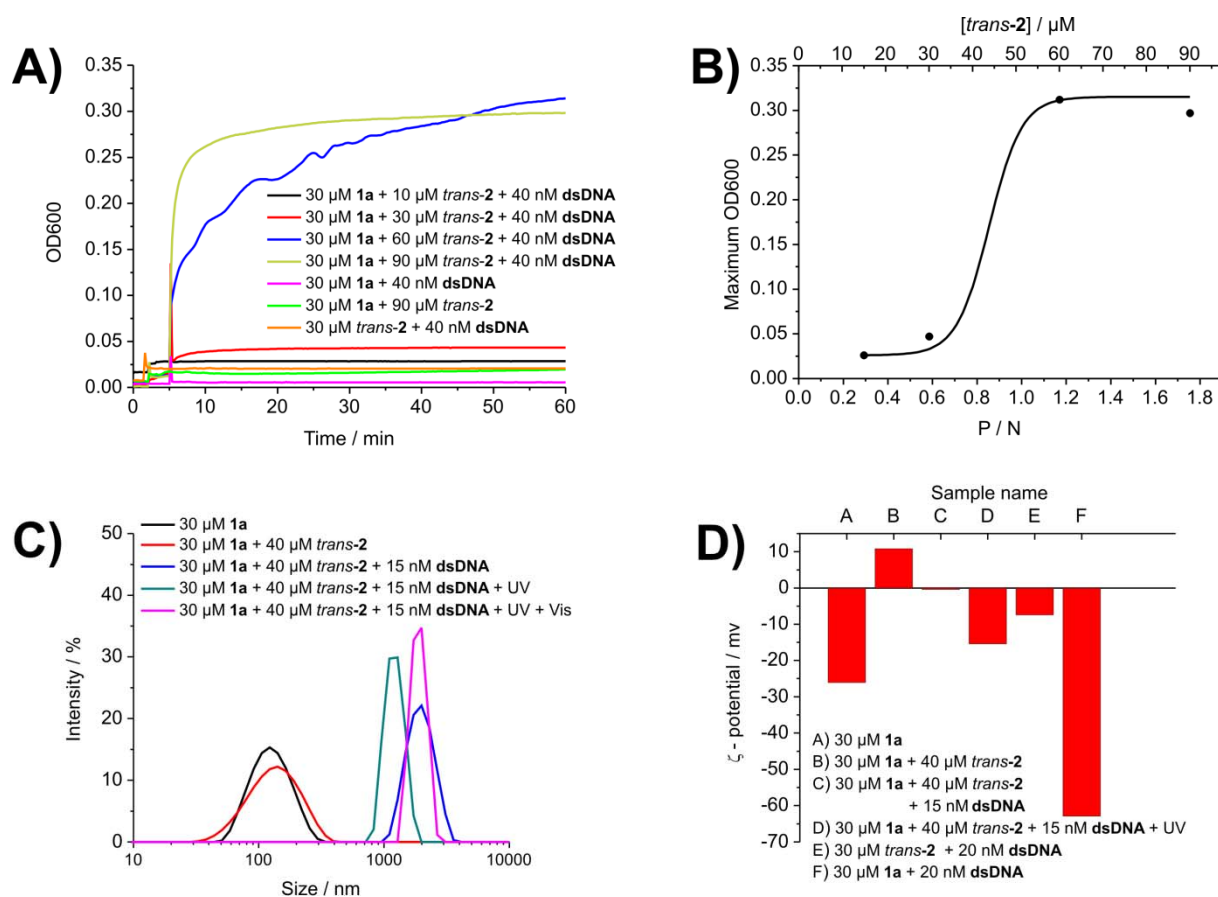 A)
0.35
0.30
0.25
0.20
0.15
0.10
0.05
0.00
OD600
0 10 20 30 40 50 60
Time / min
30 µM 1a + 10 µM trans-2 + 40 nM dsDNA
30 µM 1a + 30 µM trans-2 + 40 nM dsDNA
30 µM 1a + 60 µM trans-2 + 40 nM dsDNA
30 µM 1a + 90 µM trans-2 + 40 nM dsDNA
30 µM 1a + 40 nM dsDNA
30 µM 1a + 90 µM trans-2
30 µM trans-2 + 40 nM dsDNA
B)
[trans-2] / µM
0 5 10 15 20 25 30 35 40 45 50 55 60 65 70 75 80 85 90
0.35
0.30
0.25
0.20
0.15
0.10
0.05
0.00
Maximum OD600
0.0 0.2 0.4 0.6 0.8 1.0 1.2 1.4 1.6 1.8
P / N
C)
30 µM 1a
30 µM 1a + 40 µM trans-2
30 µM 1a + 40 µM trans-2 + 15 nM dsDNA
30 µM 1a + 40 µM trans-2 + 15 nM dsDNA + UV
30 µM 1a + 40 µM trans-2 + 15 nM dsDNA + UV + Vis
50
40
30
20
10
0
Intensity / %
10 100 1000 10000
Size / nm
D)
Sample name
A B C D E F
10
0
-10
-20
-30
-40
-50
-60
-70
ζ - potential / mv
A) 30 µM 1a
B) 30 µM 1a + 40 µM trans-2
C) 30 µM 1a + 40 µM trans-2
+ 15 nM dsDNA
D) 30 µM 1a + 40 µM trans-2 + 15 nM dsDNA + UV
E) 30 µM trans-2 + 20 nM dsDNA
F) 30 µM 1a + 20 nM dsDNA